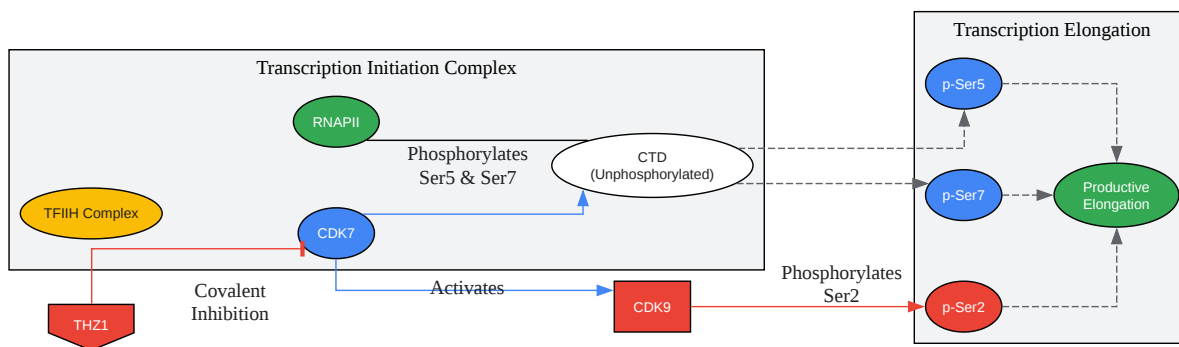 Transcription Elongation
Transcription Initiation Complex
p-Ser5
RNAPII
Phosphorylates
Ser5 & Ser7
CTD
(Unphosphorylated)
p-Ser7
Productive
Elongation
TFIIH Complex
CDK7
Covalent
Inhibition
Activates
Phosphorylates
Ser2
THZ1
CDK9
p-Ser2